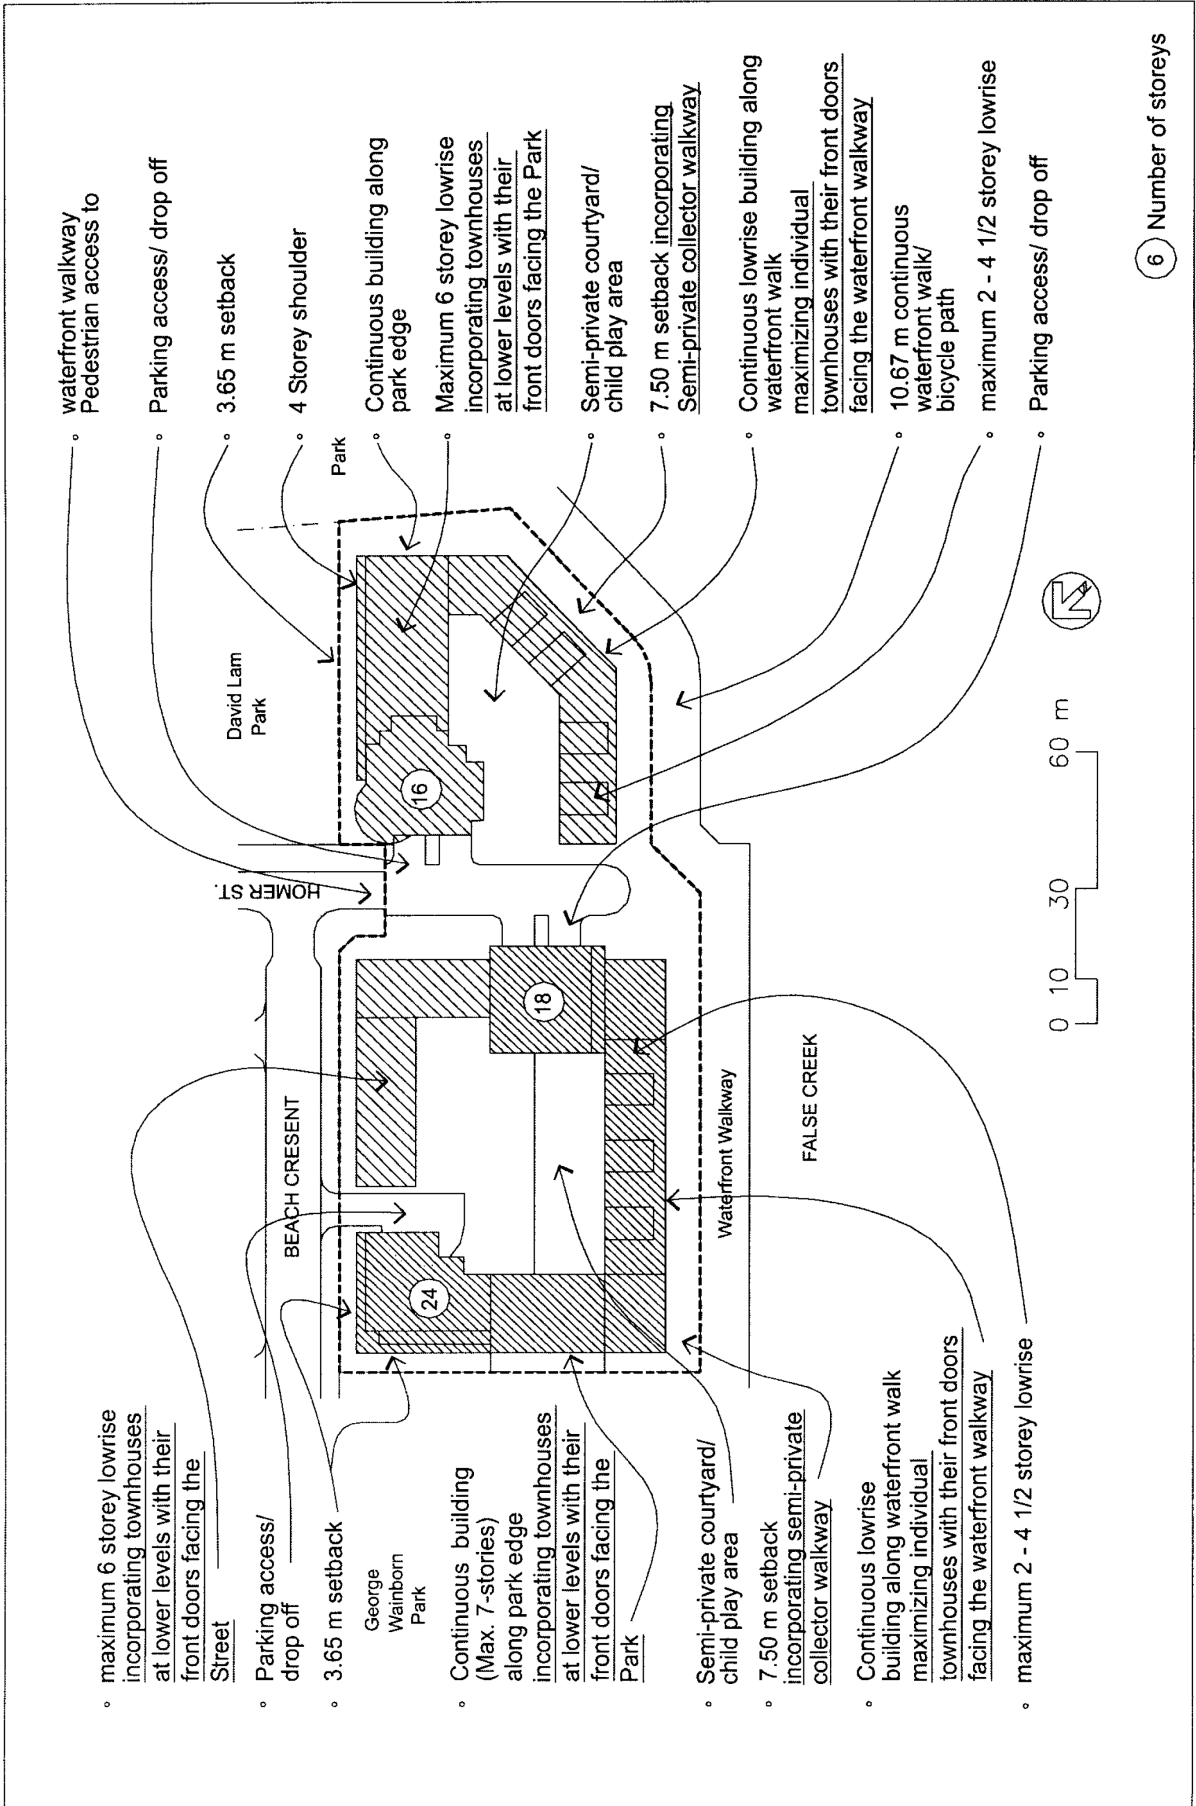 ° maximum 6 storey lowrise
incorporating townhouses
at lower levels with their
front doors facing the
Street
° Parking access/
drop off
° 3.65 m setback
George
Wainborn
Park
° Continuous building
(Max. 7-stories)
along park edge
incorporating townhouses
at lower levels with their
front doors facing the
Park
° Semi-private courtyard/
child play area
° 7.50 m setback
incorporating semi-private
collector walkway
° Continuous lowrise
building along waterfront walk
maximizing individual
townhouses with their front doors
facing the waterfront walkway
° maximum 2 - 4 1/2 storey lowrise
BEACH CRESENT
HOMER ST.
David Lam
Park
Park
24
18
16
Waterfront Walkway
FALSE CREEK
0 10 30 60 m
° waterfront walkway
Pedestrian access to
° Parking access/ drop off
° 3.65 m setback
° 4 Storey shoulder
° Continuous building along
park edge
° Maximum 6 storey lowrise
incorporating townhouses
at lower levels with their
front doors facing the Park
° Semi-private courtyard/
child play area
° 7.50 m setback incorporating
Semi-private collector walkway
° Continuous lowrise building along
waterfront walk
maximizing individual
townhouses with their front doors
facing the waterfront walkway
° 10.67 m continuous
waterfront walk/
bicycle path
° maximum 2 - 4 1/2 storey lowrise
° Parking access/ drop off
6 Number of storeys